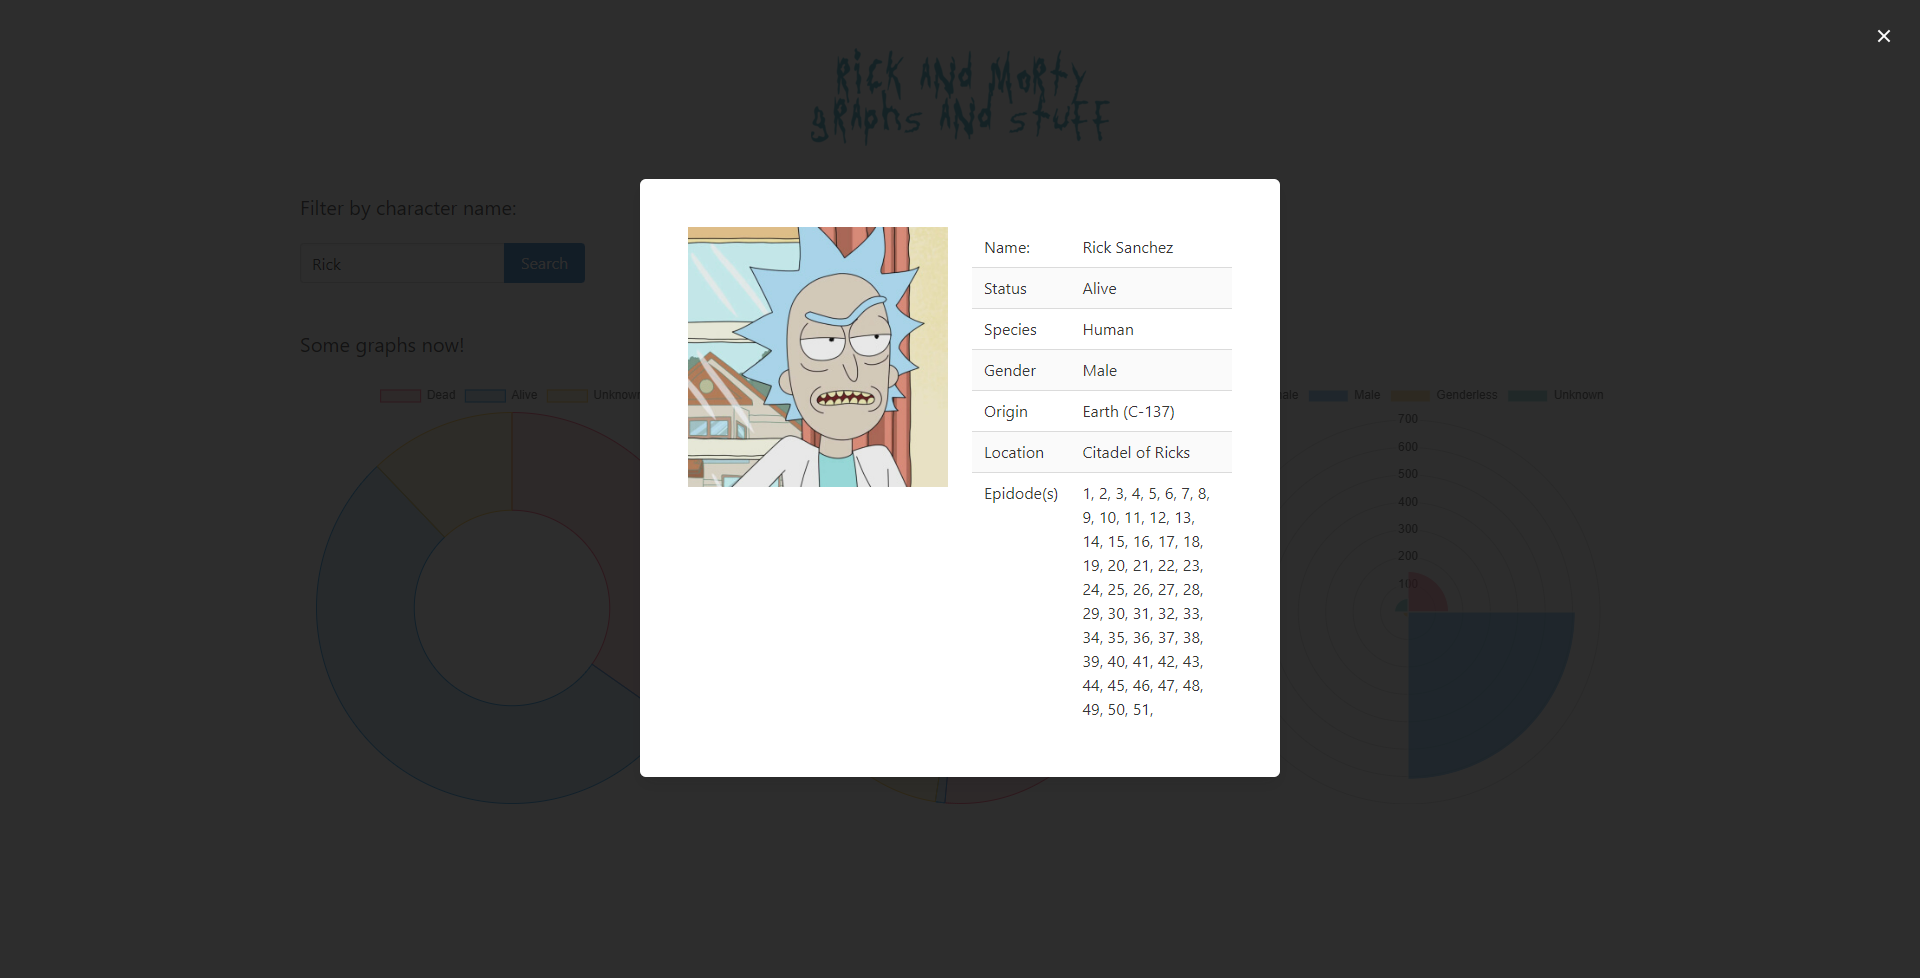 Rick and Morty
graphs and stuff
Filter by character name:
Rick
Search
Some graphs now!
Dead Alive Unknown
Name: Rick Sanchez
Status Alive
Species Human
Gender Male
Origin Earth (C-137)
Location Citadel of Ricks
Epidode(s) 1, 2, 3, 4, 5, 6, 7, 8,
9, 10, 11, 12, 13,
14, 15, 16, 17, 18,
19, 20, 21, 22, 23,
24, 25, 26, 27, 28,
29, 30, 31, 32, 33,
34, 35, 36, 37, 38,
39, 40, 41, 42, 43,
44, 45, 46, 47, 48,
49, 50, 51,
Male Genderless Unknown
700
600
500
400
300
200
100